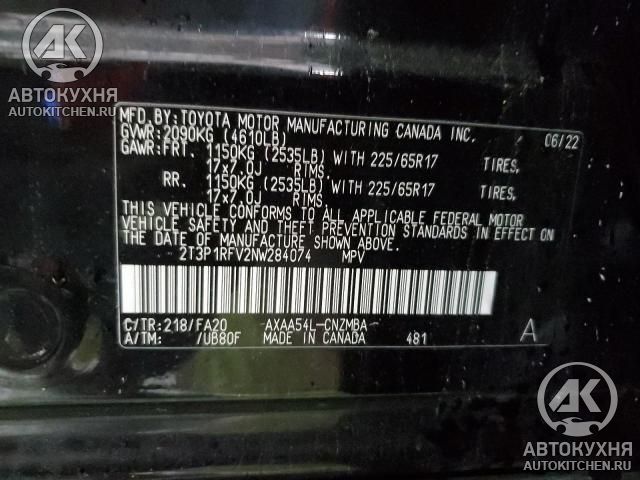 АК
АВТОКУХНЯ
AUTOKITCHEN.RU
MFD. BY: TOYOTA MOTOR MANUFACTURING CANADA INC. 06/22
GVWR: 2090KG (4610LB)
GAWR: FRT. 1150KG (2535LB) WITH 225/65R17 TIRES,
17x7.0J RIMS.
RR. 1150KG (2535LB) WITH 225/65R17 TIRES,
17x7.0J RIMS.
THIS VEHICLE CONFORMS TO ALL APPLICABLE FEDERAL MOTOR
VEHICLE SAFETY AND THEFT PREVENTION STANDARDS IN EFFECT ON
THE DATE OF MANUFACTURE SHOWN ABOVE.
2T3P1RFV2NW284074 MPV
C/TR: 218/FA20 AXAA54L-CNZMBA
A/TM: /UB80F MADE IN CANADA 481 A
АК
АВТОКУХНЯ
AUTOKITCHEN.RU